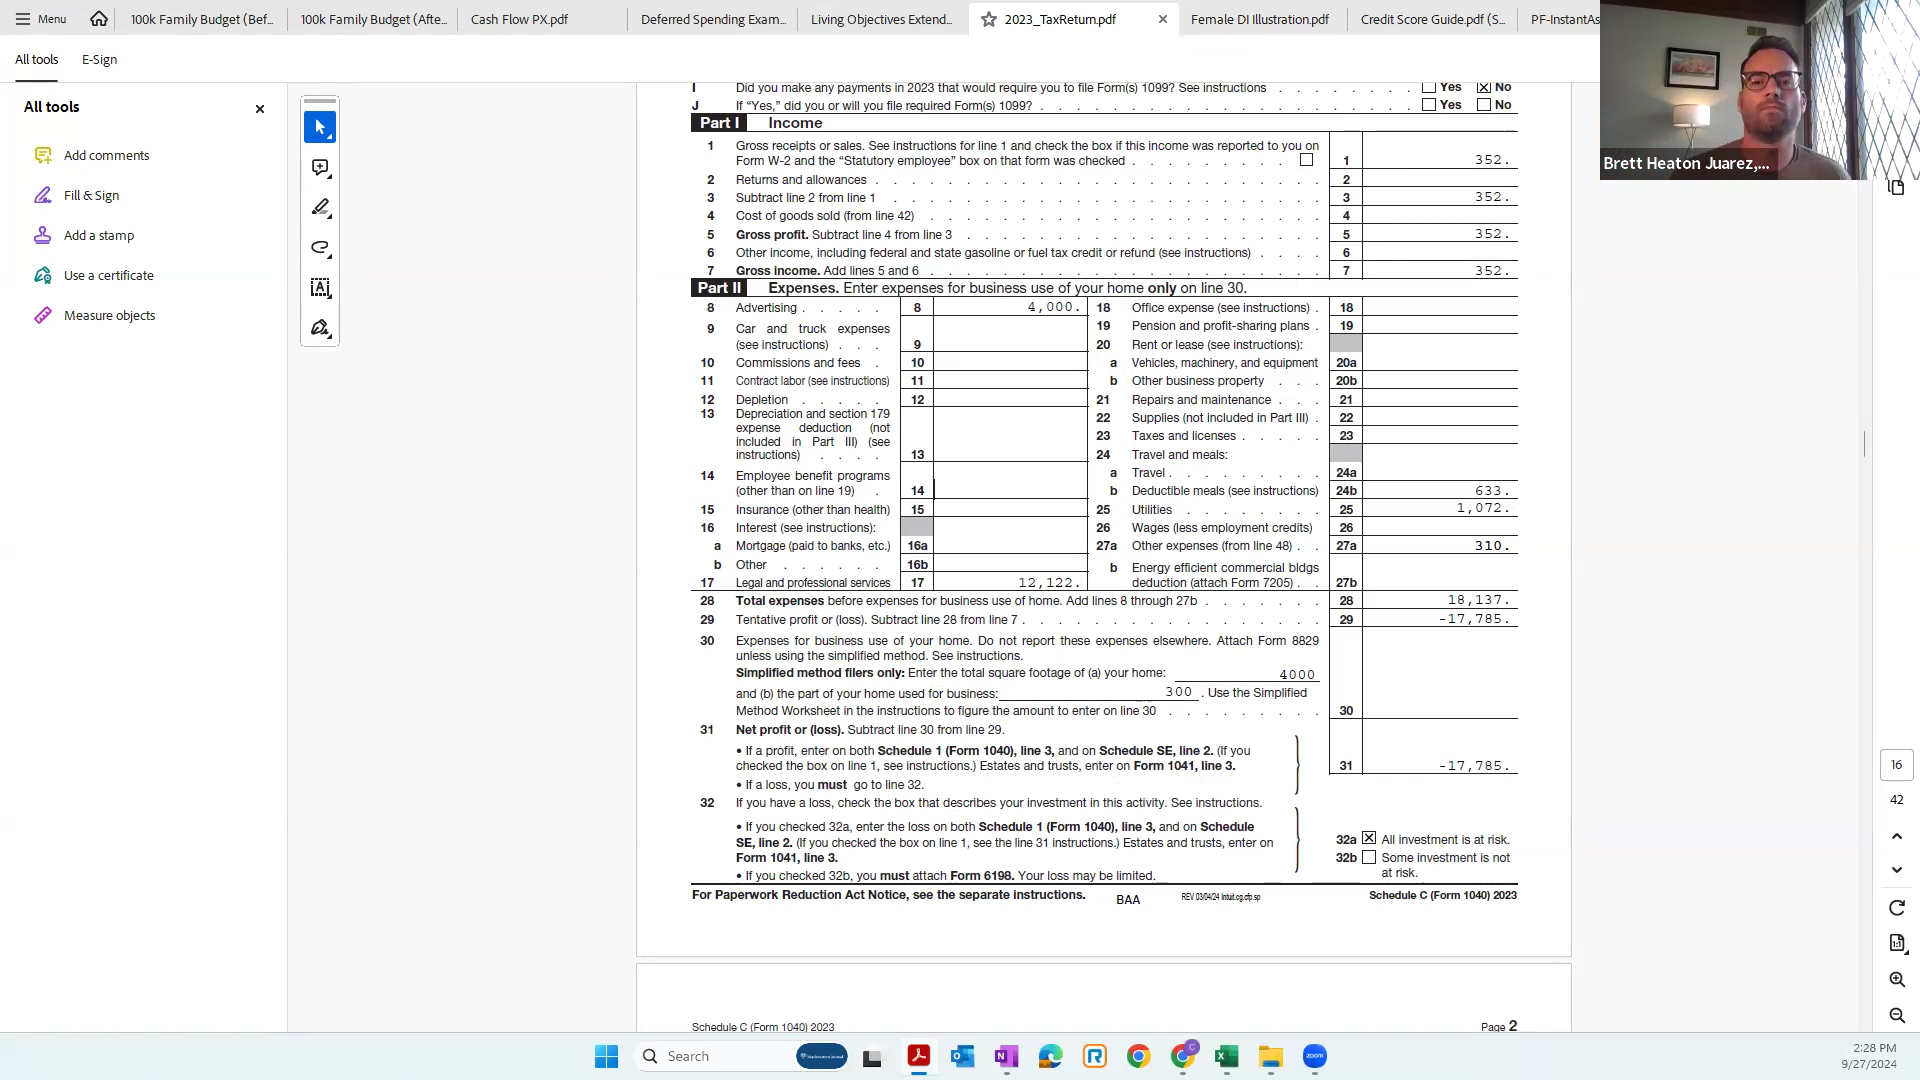 Menu
100k Family Budget (Bef...
100k Family Budget (Afte...
Cash Flow PX.pdf
Deferred Spending Exam...
Living Objectives Extend...
2023_TaxReturn.pdf
Female DI Illustration.pdf
Credit Score Guide.pdf (S...
PF-InstantAs
All tools
E-Sign
All tools
Add comments
Fill & Sign
Add a stamp
Use a certificate
Measure objects
Brett Heaton Juarez,...
I Did you make any payments in 2023 that would require you to file Form(s) 1099? See instructions . . . . . . . . Yes No
J If “Yes,” did you or will you file required Form(s) 1099? . . . . . . . . . . . . . . . . . . . . . Yes No
Part I Income
1 Gross receipts or sales. See instructions for line 1 and check the box if this income was reported to you on
Form W-2 and the “Statutory employee” box on that form was checked . . . . . . . . . 1 352.
2 Returns and allowances . . . . . . . . . . . . . . . . . . . . . . . . . 2
3 Subtract line 2 from line 1 . . . . . . . . . . . . . . . . . . . . . . . . 3 352.
4 Cost of goods sold (from line 42) . . . . . . . . . . . . . . . . . . . . . . 4
5 Gross profit. Subtract line 4 from line 3 . . . . . . . . . . . . . . . . . . . . 5 352.
6 Other income, including federal and state gasoline or fuel tax credit or refund (see instructions) . . . . 6
7 Gross income. Add lines 5 and 6 . . . . . . . . . . . . . . . . . . . . . . 7 352.
Part II Expenses. Enter expenses for business use of your home only on line 30.
8 Advertising . . . . . 8 4,000.
9 Car and truck expenses
(see instructions) . . . 9
10 Commissions and fees . 10
11 Contract labor (see instructions) 11
12 Depletion . . . . . 12
13 Depreciation and section 179
expense deduction (not
included in Part III) (see
instructions) . . . . 13
14 Employee benefit programs
(other than on line 19) . 14
15 Insurance (other than health) 15
16 Interest (see instructions):
a Mortgage (paid to banks, etc.) 16a
b Other . . . . . . 16b
17 Legal and professional services 17 12,122.
18 Office expense (see instructions) . 18
19 Pension and profit-sharing plans . 19
20 Rent or lease (see instructions):
a Vehicles, machinery, and equipment 20a
b Other business property . . . 20b
21 Repairs and maintenance . . . 21
22 Supplies (not included in Part III) . 22
23 Taxes and licenses . . . . . 23
24 Travel and meals:
a Travel . . . . . . . . . 24a
b Deductible meals (see instructions) 24b 633.
25 Utilities . . . . . . . 25 1,072.
26 Wages (less employment credits) 26
27a Other expenses (from line 48) . . 27a 310.
b Energy efficient commercial bldgs
deduction (attach Form 7205) . . 27b
28 Total expenses before expenses for business use of home. Add lines 8 through 27b . . . . . . . 28 18,137.
29 Tentative profit or (loss). Subtract line 28 from line 7 . . . . . . . . . . . . . . . . . 29 -17,785.
30 Expenses for business use of your home. Do not report these expenses elsewhere. Attach Form 8829
unless using the simplified method. See instructions.
Simplified method filers only: Enter the total square footage of (a) your home: 4000
and (b) the part of your home used for business: 300 . Use the Simplified
Method Worksheet in the instructions to figure the amount to enter on line 30 . . . . . . . . . 30
31 Net profit or (loss). Subtract line 30 from line 29.
• If a profit, enter on both Schedule 1 (Form 1040), line 3, and on Schedule SE, line 2. (If you
checked the box on line 1, see instructions.) Estates and trusts, enter on Form 1041, line 3. 31 -17,785.
• If a loss, you must go to line 32.
32 If you have a loss, check the box that describes your investment in this activity. See instructions.
• If you checked 32a, enter the loss on both Schedule 1 (Form 1040), line 3, and on Schedule
SE, line 2. (If you checked the box on line 1, see the line 31 instructions.) Estates and trusts, enter on
Form 1041, line 3.
• If you checked 32b, you must attach Form 6198. Your loss may be limited.
32a All investment is at risk.
32b Some investment is not
at risk.
For Paperwork Reduction Act Notice, see the separate instructions. BAA REV 03/04/24 Intuit.cg.cfp.sp Schedule C (Form 1040) 2023
Schedule C (Form 1040) 2023 Page 2
16
42
Search
2:28 PM
9/27/2024